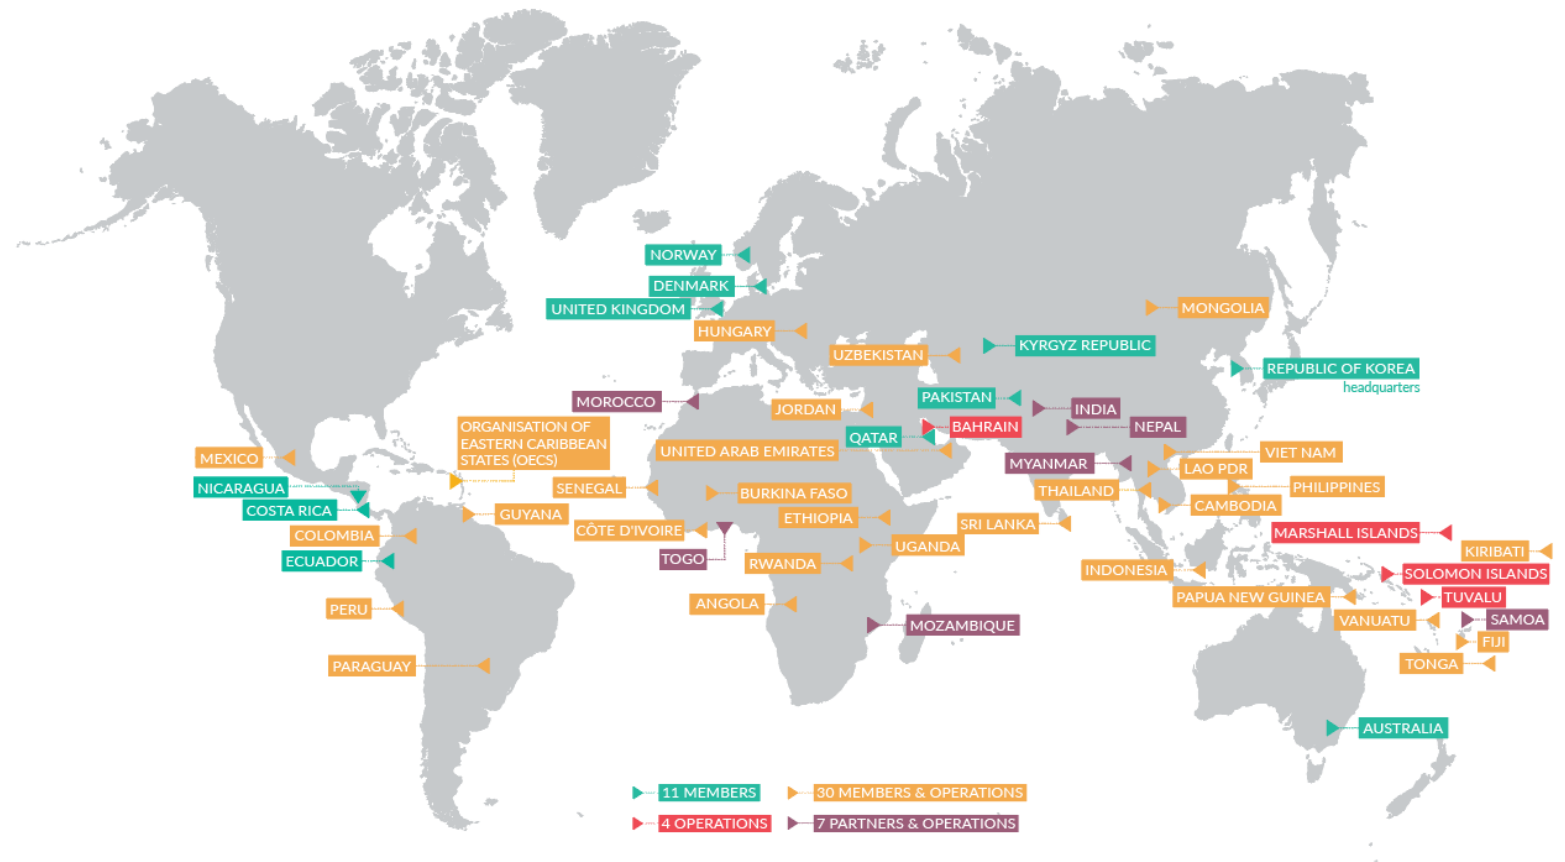 NORWAY
DENMARK
UNITED KINGDOM
MONGOLIA
HUNGARY
KYRGYZ REPUBLIC
UZBEKISTAN
REPUBLIC OF KOREA
headquarters
PAKISTAN
MOROCCO
JORDAN
INDIA
ORGANISATION OF
EASTERN CARIBBEAN
STATES (OECS)
BAHRAIN
NEPAL
QATAR
UNITED ARAB EMIRATES
VIET NAM
MEXICO
MYANMAR
LAO PDR
NICARAGUA
SENEGAL
BURKINA FASO
THAILAND
PHILIPPINES
COSTA RICA
CAMBODIA
GUYANA
ETHIOPIA
SRI LANKA
COLOMBIA
CÔTE D'IVOIRE
MARSHALL ISLANDS
UGANDA
KIRIBATI
ECUADOR
TOGO
RWANDA
INDONESIA
SOLOMON ISLANDS
PAPUA NEW GUINEA
TUVALU
PERU
ANGOLA
VANUATU
SAMOA
MOZAMBIQUE
FIJI
PARAGUAY
TONGA
AUSTRALIA
11 MEMBERS
30 MEMBERS & OPERATIONS
4 OPERATIONS
7 PARTNERS & OPERATIONS